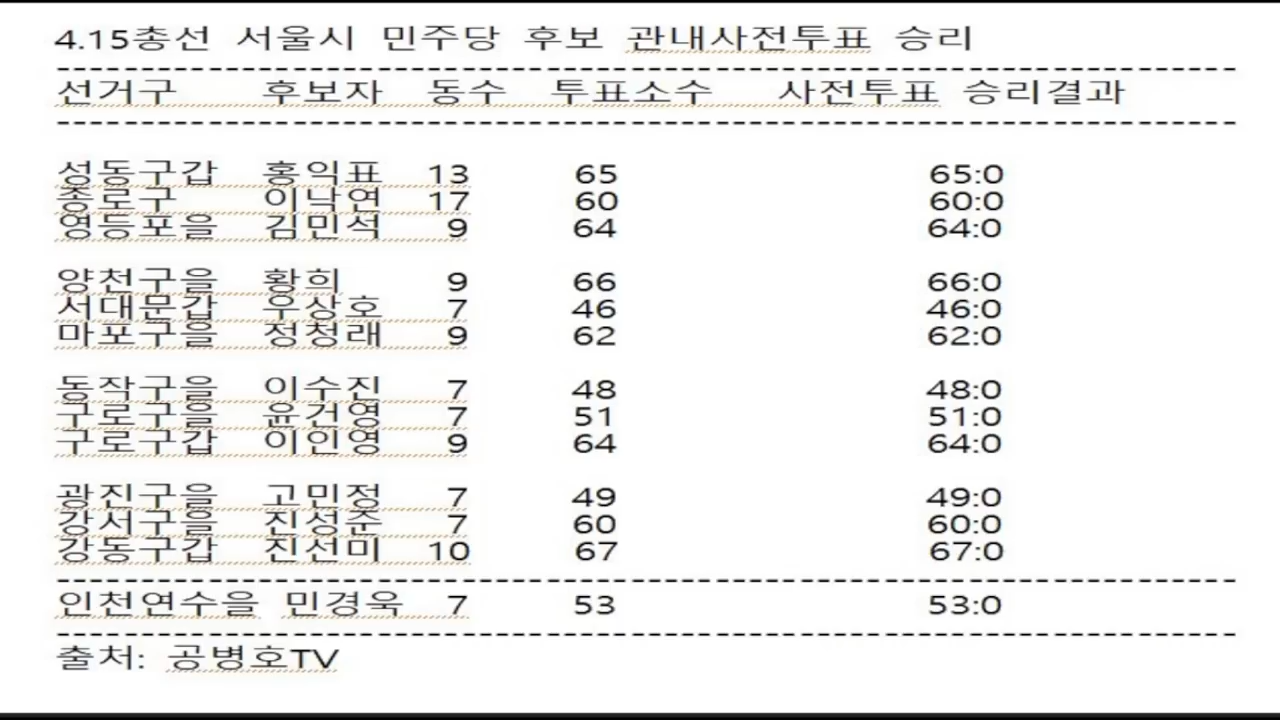 4.15총선 서울시 민주당 후보 관내사전투표 승리
선거구 후보자 동수 투표소수 사전투표 승리결과
성동구갑 홍익표 13 65 65:0
종로구 이낙연 17 60 60:0
영등포을 김민석 9 64 64:0
양천구을 황희 9 66 66:0
서대문갑 우상호 7 46 46:0
마포구을 정청래 9 62 62:0
동작구을 이수진 7 48 48:0
구로구을 윤건영 7 51 51:0
구로구갑 이인영 9 64 64:0
광진구을 고민정 7 49 49:0
강서구을 진성준 7 60 60:0
강동구갑 진선미 10 67 67:0
인천연수을 민경욱 7 53 53:0
출처: 공병호TV